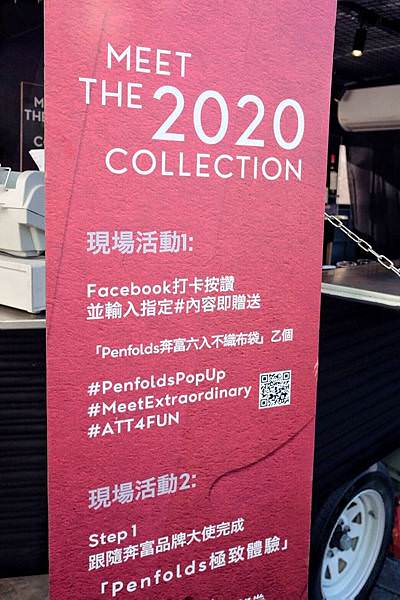 MEET
THE 2020
COLLECTION
現場活動1:
Facebook打卡按讚
並輸入指定#內容即贈送
「Penfolds奔富六入不織布袋」乙個
#PenfoldsPopUp
#MeetExtraordinary
#ATT4FUN
現場活動2:
Step 1
跟隨奔富品牌大使完成
「Penfolds極致體驗」